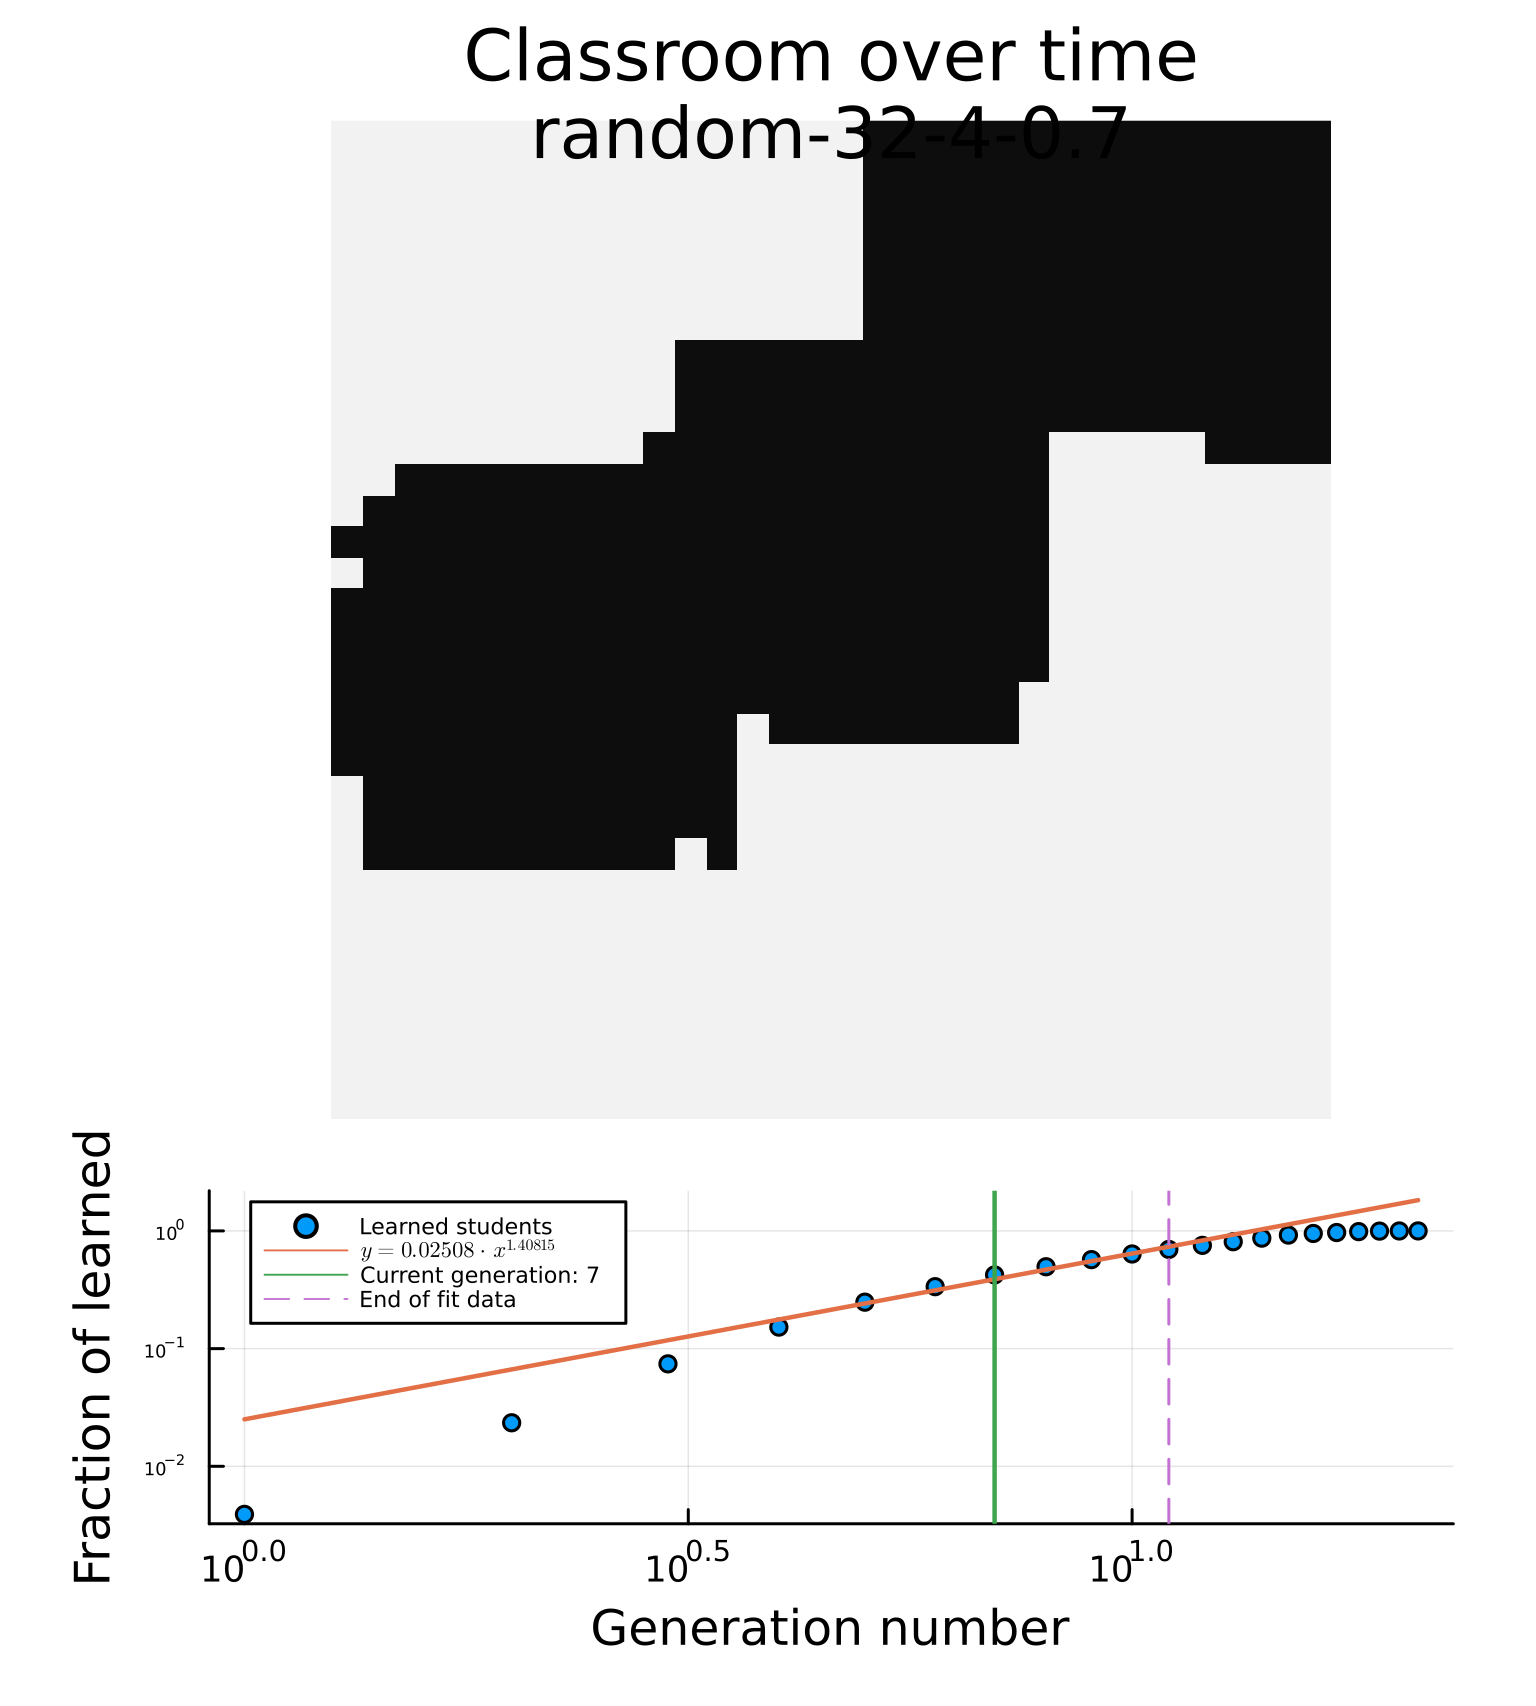 Classroom over time
random-32-4-0.7
Fraction of learned
10⁰
10⁻¹
10⁻²
Learned students
y = 0.02508 · x^1.40815
Current generation: 7
End of fit data
10^0.0
10^0.5
10^1.0
Generation number